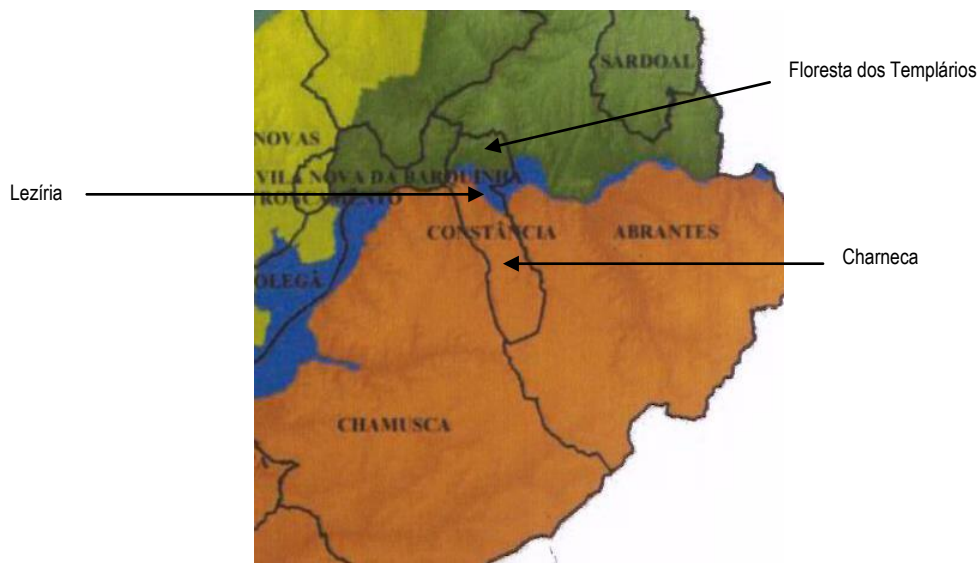 SARDOAL
Floresta dos Templários
NOVAS
VILA NOVA DA BARQUINHA
Lezíria
CONSTÂNCIA
ABRANTES
Charneca
CHAMUSCA